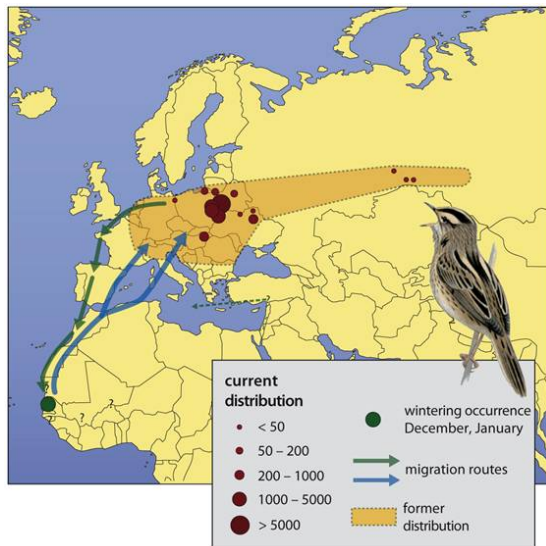 ?
?
current
distribution
< 50
50 – 200
200 – 1000
1000 – 5000
> 5000
wintering occurrence
December, January
migration routes
former
distribution